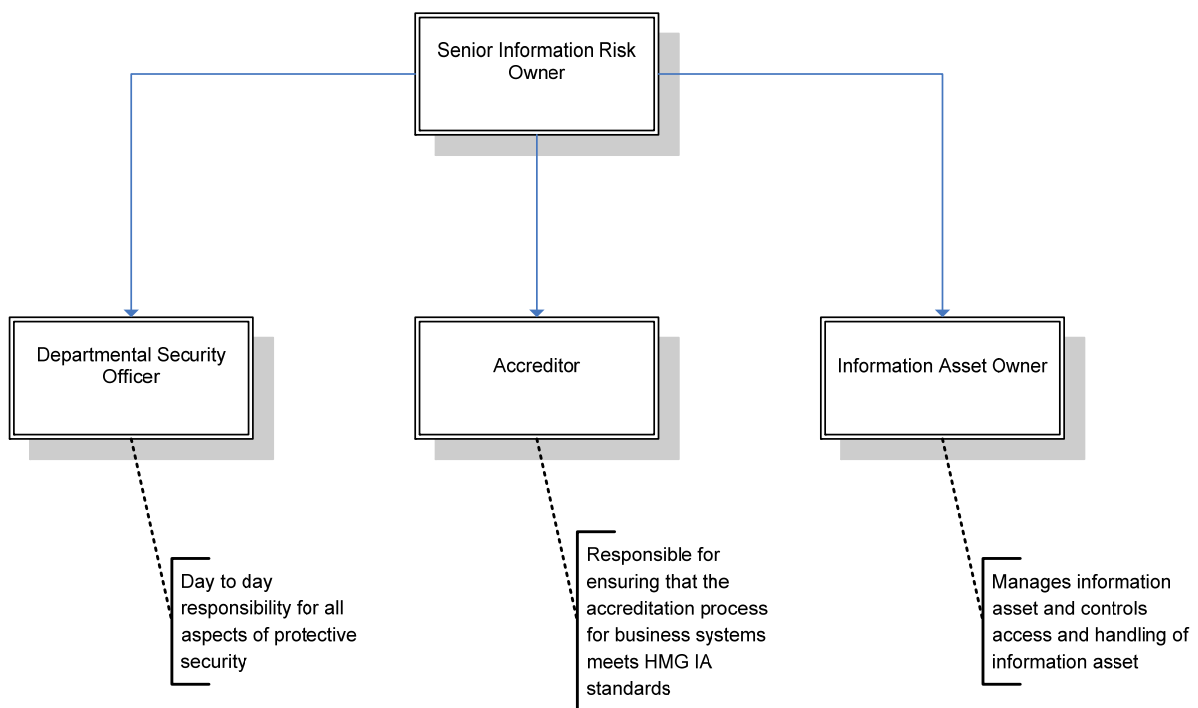 Senior Information Risk
Owner
Departmental Security
Officer
Accreditor
Information Asset Owner
Day to day
responsibility for all
aspects of protective
security
Responsible for
ensuring that the
accreditation process
for business systems
meets HMG IA
standards
Manages information
asset and controls
access and handling of
information asset